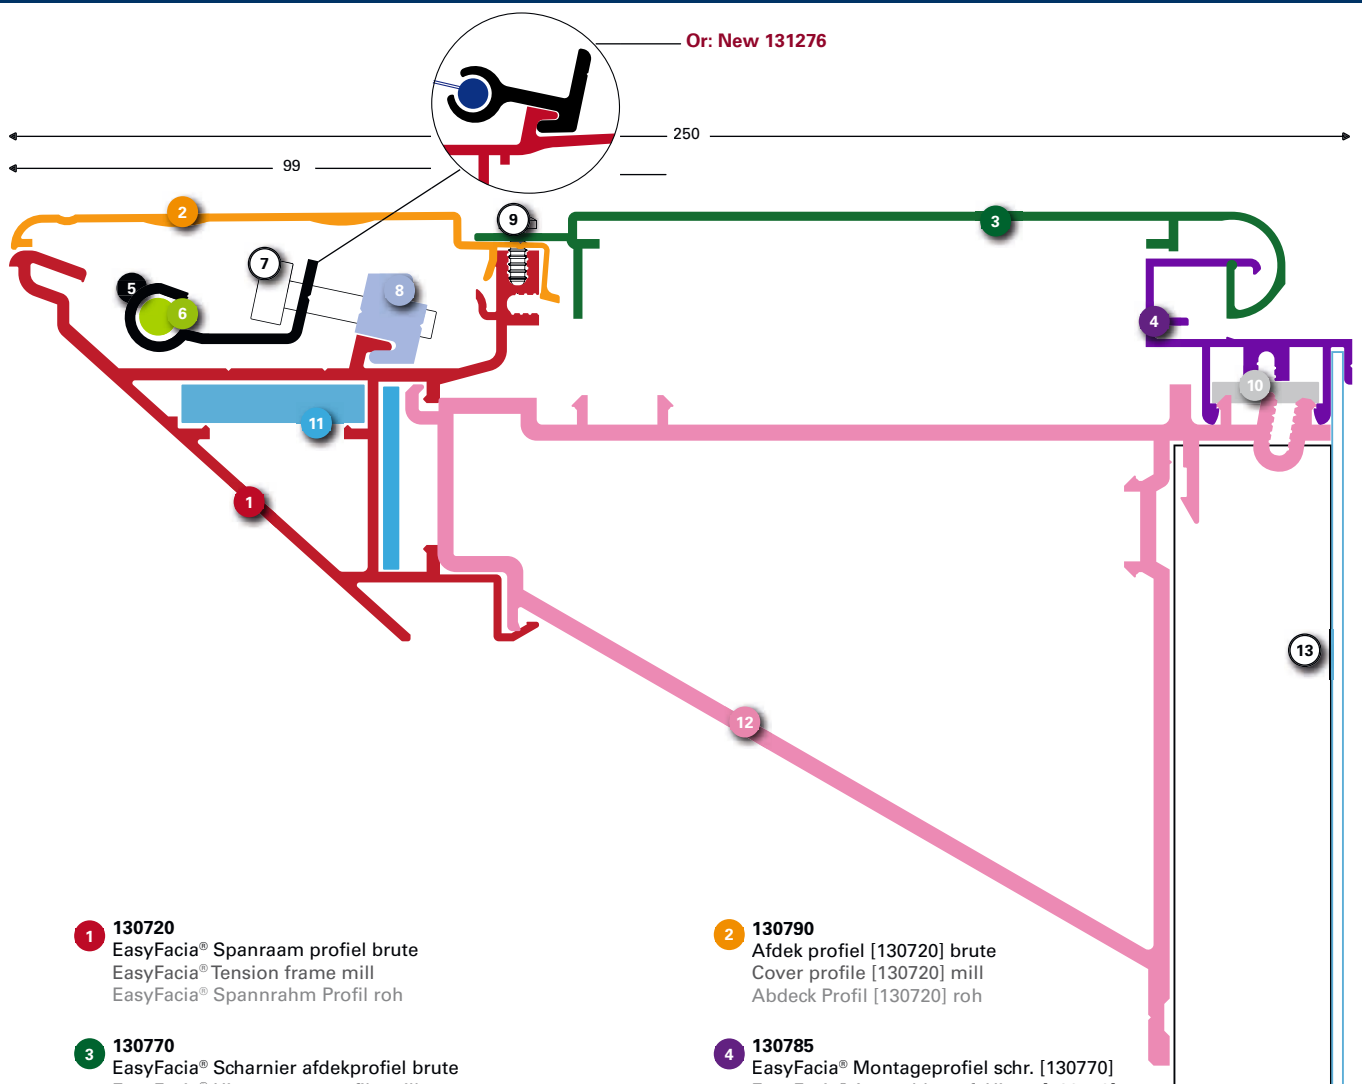 Or: New 131276
250
99
2
9
3
7
5
6
8
4
10
11
1
13
12
1
130720
EasyFacia® Spanraam profiel brute
EasyFacia® Tension frame mill
EasyFacia® Spannrahm Profil roh
2
130790
Afdek profiel [130720] brute
Cover profile [130720] mill
Abdeck Profil [130720] roh
3
130770
EasyFacia® Scharnier afdekprofiel brute
4
130785
EasyFacia® Montageprofiel schr. [130770]